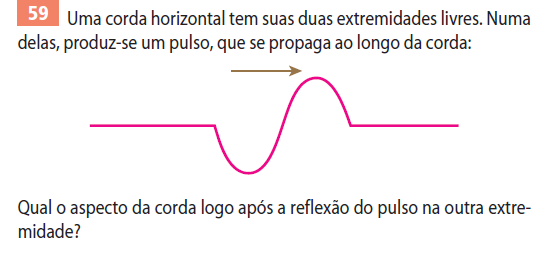 59 Uma corda horizontal tem suas duas extremidades livres. Numa
delas, produz-se um pulso, que se propaga ao longo da corda:
Qual o aspecto da corda logo após a reflexão do pulso na outra extre-
midade?